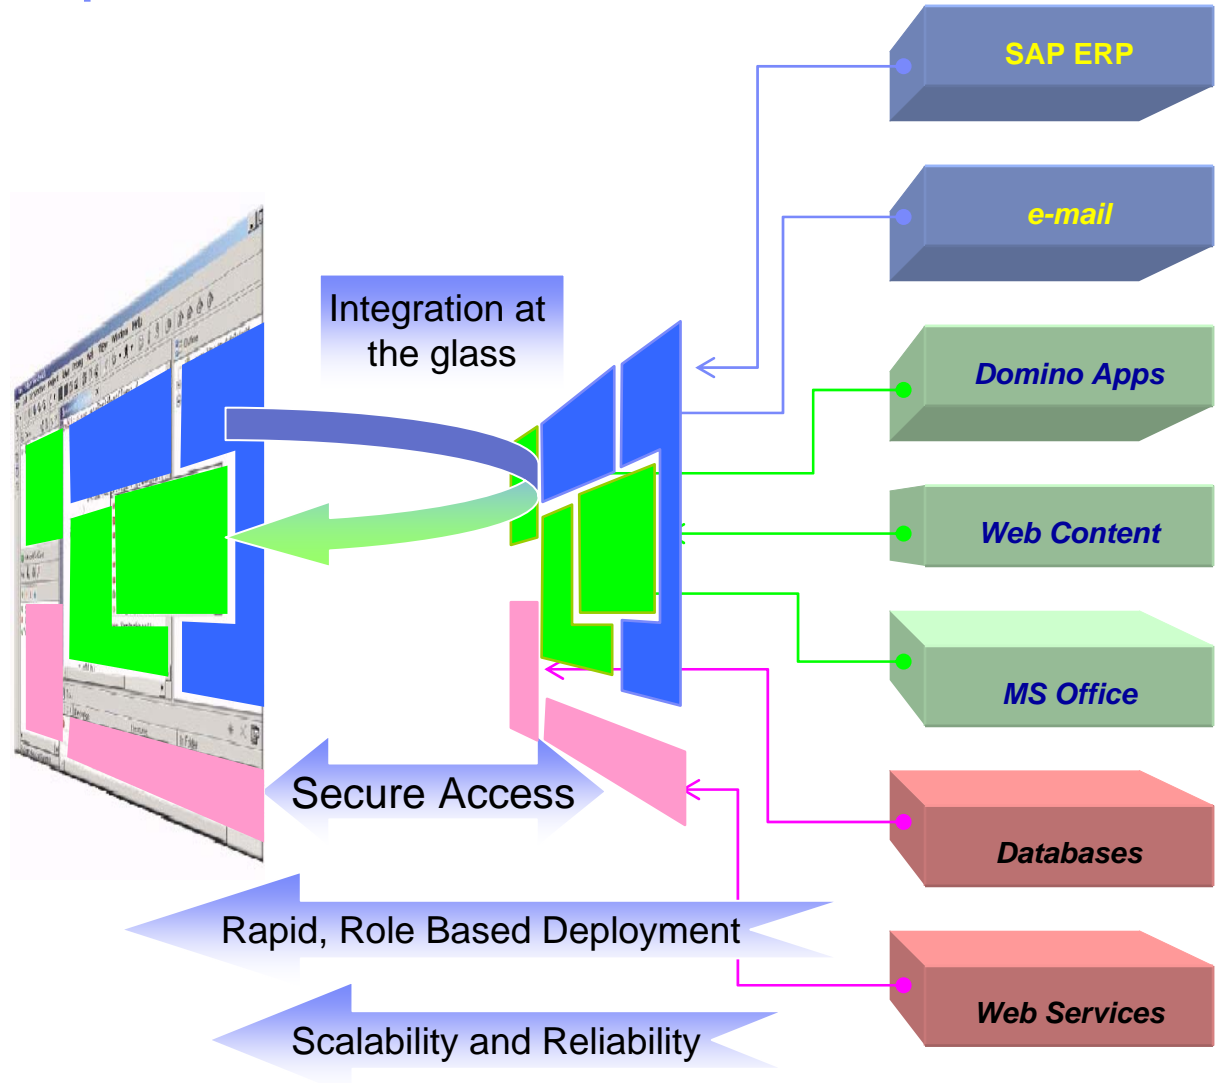 SAP ERP
e-mail
Integration at
the glass
Domino Apps
Web Content
MS Office
Secure Access
Databases
Rapid, Role Based Deployment
Web Services
Scalability and Reliability